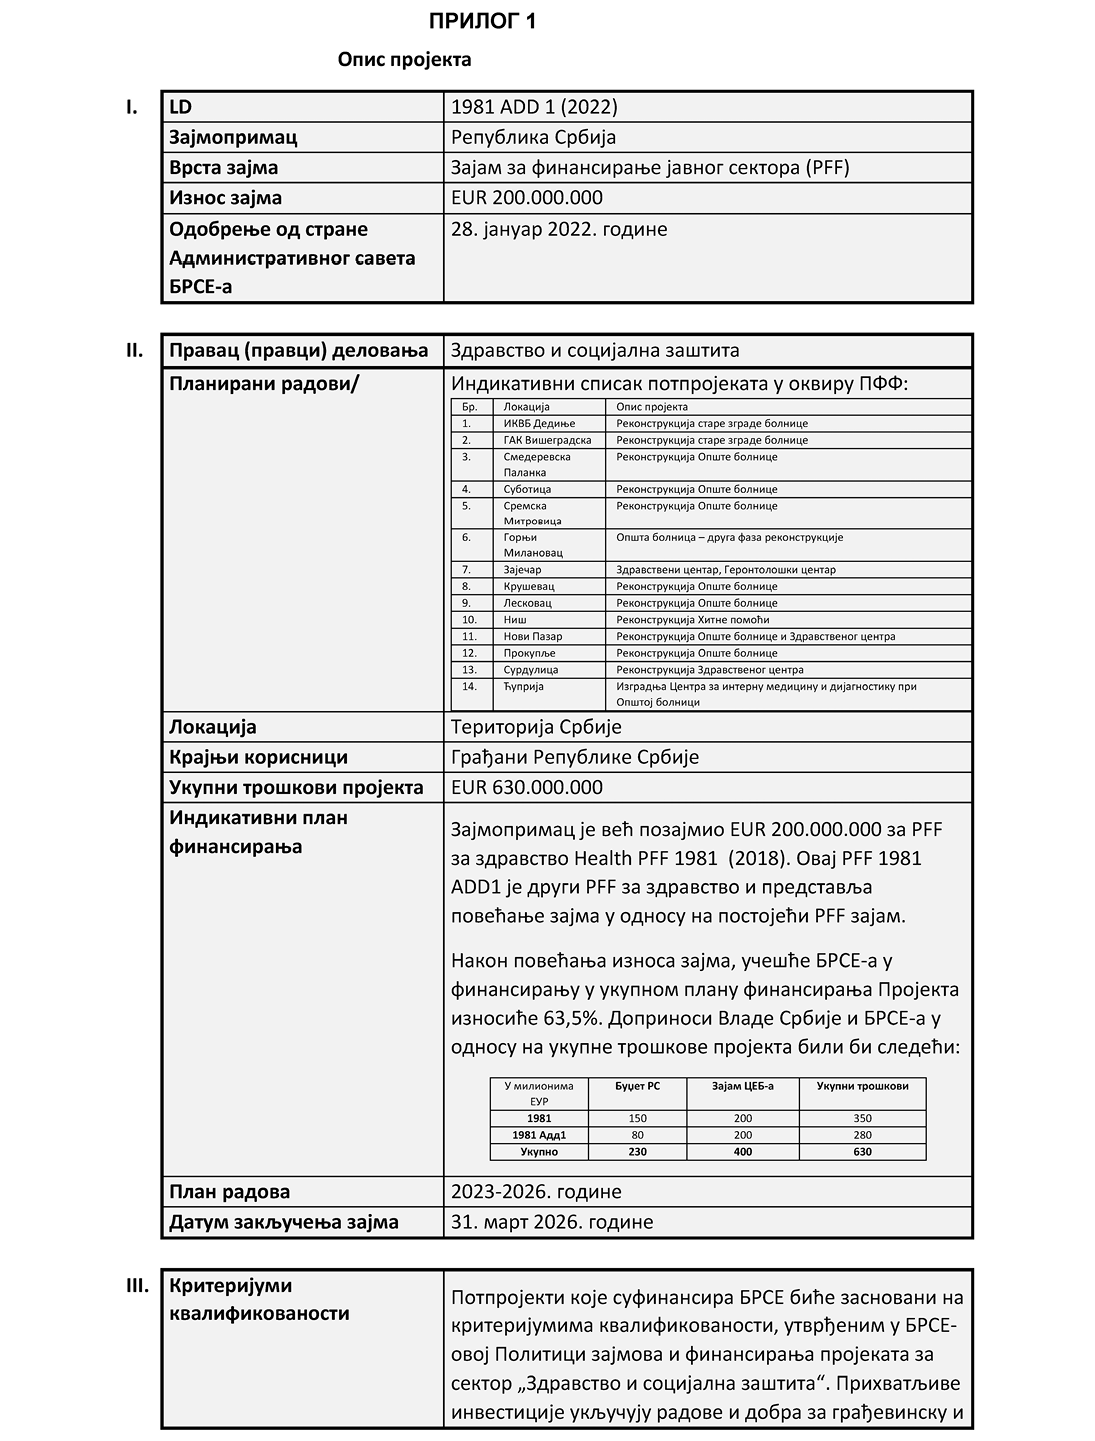 ПРИЛОГ 1
Опис пројекта
I. LD 1981 ADD 1 (2022)
Зајмопримац Република Србија
Врста зајма Зајам за финансирање јавног сектора (PFF)
Износ зајма EUR 200.000.000
Одобрење од стране 28. јануар 2022. године
Административног савета
БРСЕ-а
II. Правац (правци) деловања Здравство и социјална заштита
Планирани радови/ Индикативни списак потпројеката у оквиру ПФФ:
Бр. Локација Опис пројекта
1. ИКВБ Дедиње Реконструкција старе зграде болнице
2. ГАК Вишеградска Реконструкција старе зграде болнице
3. Смедеревска Реконструкција Опште болнице
Паланка
4. Суботица Реконструкција Опште болнице
5. Сремска Реконструкција Опште болнице
Митровица
6. Горњи Општа болница – друга фаза реконструкције
Милановац
7. Зајечар Здравствени центар, Геронтолошки центар
8. Крушевац Реконструкција Опште болнице
9. Лесковац Реконструкција Опште болнице
10. Ниш Реконструкција Хитне помоћи
11. Нови Пазар Реконструкција Опште болнице и Здравственог центра
12. Прокупље Реконструкција Опште болнице
13. Сурдулица Реконструкција Здравственог центра
14. Ћуприја Изградња Центра за интерну медицину и дијагностику при
Општој болници
Локација Територија Србије
Крајњи корисници Грађани Републике Србије
Укупни трошкови пројекта EUR 630.000.000
Индикативни план
финансирања
Зајмопримац је већ позајмио EUR 200.000.000 за PFF
за здравство Health PFF 1981 (2018). Овај PFF 1981
ADD1 је други PFF за здравство и представља
повећање зајма у односу на постојећи PFF зајам.
Након повећања износа зајма, учешће БРСЕ-а у
финансирању у укупном плану финансирања Пројекта
износиће 63,5%. Доприноси Владе Србије и БРСЕ-а у
односу на укупне трошкове пројекта били би следећи:
У милионима Буџет РС Зајам ЦЕБ-а Укупни трошкови
ЕУР
1981 150 200 350
1981 Адд1 80 200 280
Укупно 230 400 630
План радова 2023-2026. године
Датум закључења зајма 31. март 2026. године
III. Критеријуми
квалификованости
Потпројекти које суфинансира БРСЕ биће засновани на
критеријумима квалификованости, утврђеним у БРСЕ-
овој Политици зајмова и финансирања пројеката за
сектор „Здравство и социјална заштита“. Прихватљиве
инвестиције укључују радове и добра за грађевинску и